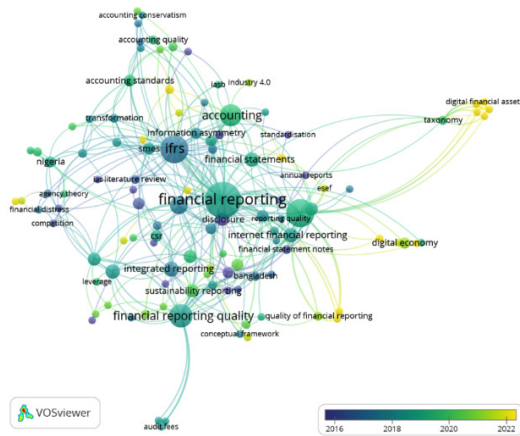 accounting conservatism
accounting quality
accounting standards
iasb
industry 4.0
digital financial asset
taxonomy
transformation
accounting
information asymmetry
standardisation
smes
ifrs
nigeria
financial statements
ias
literature review
annual reports
agency theory
financial reporting
esef
financial distress
disclosure
reporting quality
competition
csr
internet financial reporting
digital economy
financial statement notes
integrated reporting
bangladesh
leverage
sustainability reporting
financial reporting quality
quality of financial reporting
conceptual framework
audit fees
VOSviewer
2016
2018
2020
2022